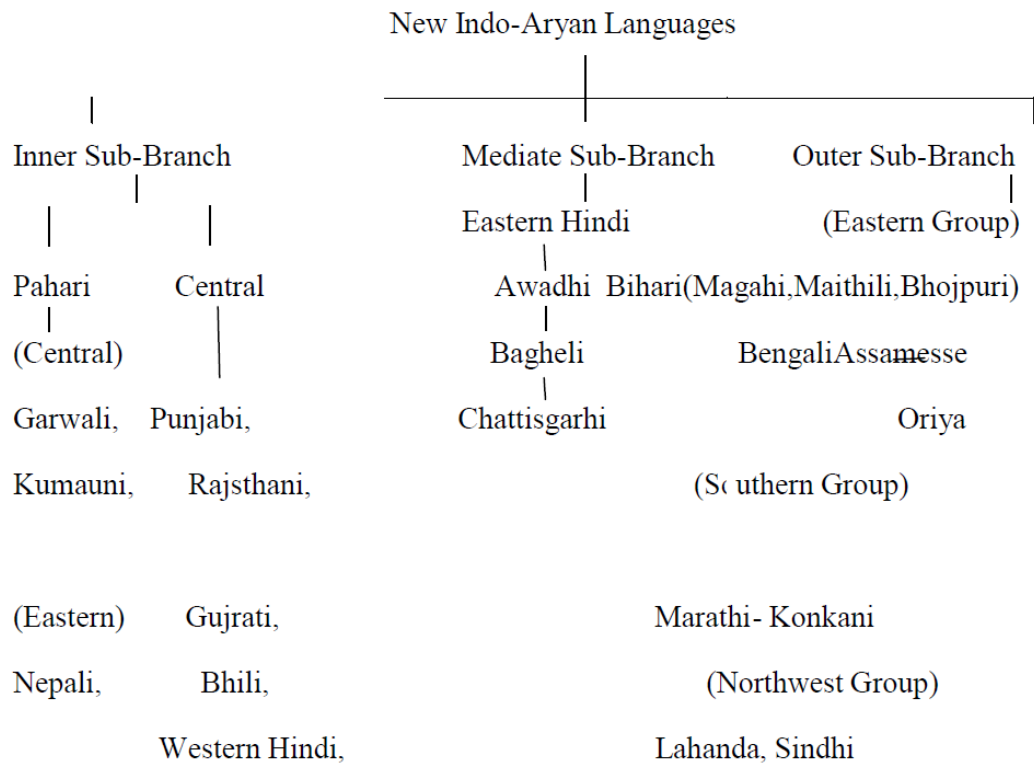 New Indo-Aryan Languages
Inner Sub-Branch Mediate Sub-Branch Outer Sub-Branch
Eastern Hindi (Eastern Group)
Pahari Central Awadhi Bihari(Magahi,Maithili,Bhojpuri)
(Central) Bagheli BengaliAssamesse
Garwali, Punjabi, Chattisgarhi Oriya
Kumauni, Rajsthani, (Southern Group)
(Eastern) Gujrati, Marathi- Konkani
Nepali, Bhili, (Northwest Group)
Western Hindi, Lahanda, Sindhi